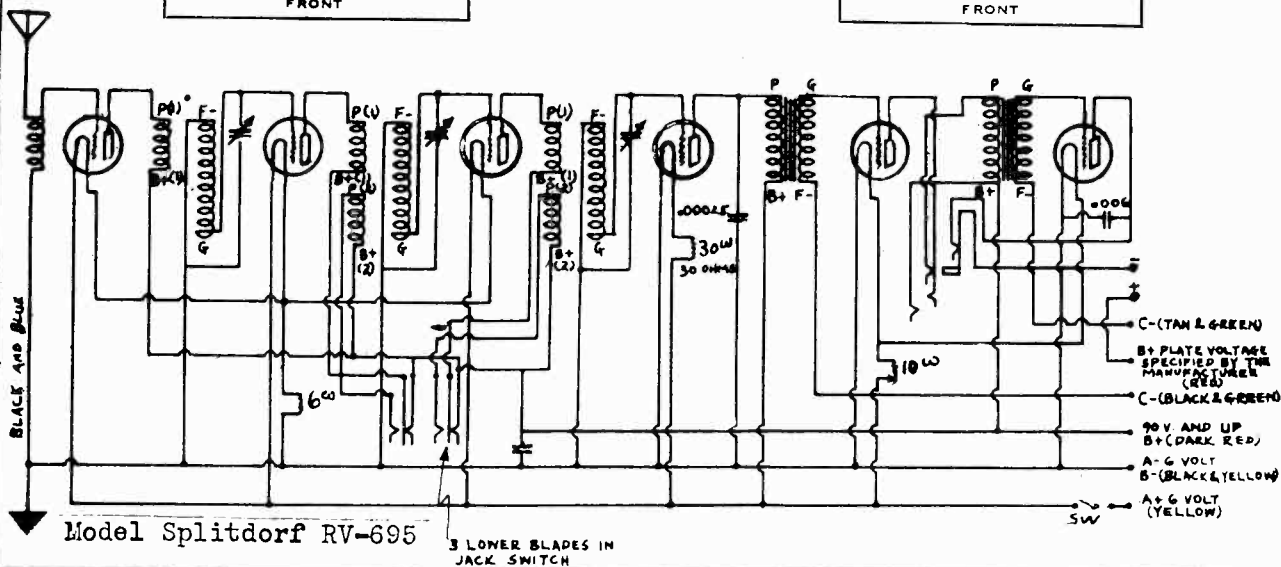 FRONT
FRONT
P(1)
F-
P(1)
F-
P(1)
F-
P
G
P
G
B+(1)
B+(1)
P(2)
B+(1)
P(2)
B+
F-
B+
F-
G
G
G
B+
(2)
B+
(2)
.00025
.006
30ω
30 OHMS
6ω
10ω
BLACK AND BLUE
-
+
C-(TAN & GREEN)
B+ PLATE VOLTAGE
SPECIFIED BY THE
MANUFACTURER
(RED)
C-(BLACK & GREEN)
90 V. AND UP
B+(DARK RED)
A- 6 VOLT
B-(BLACK & YELLOW)
A+ 6 VOLT
(YELLOW)
SW
Model Splitdorf RV-695
3 LOWER BLADES IN
JACK SWITCH